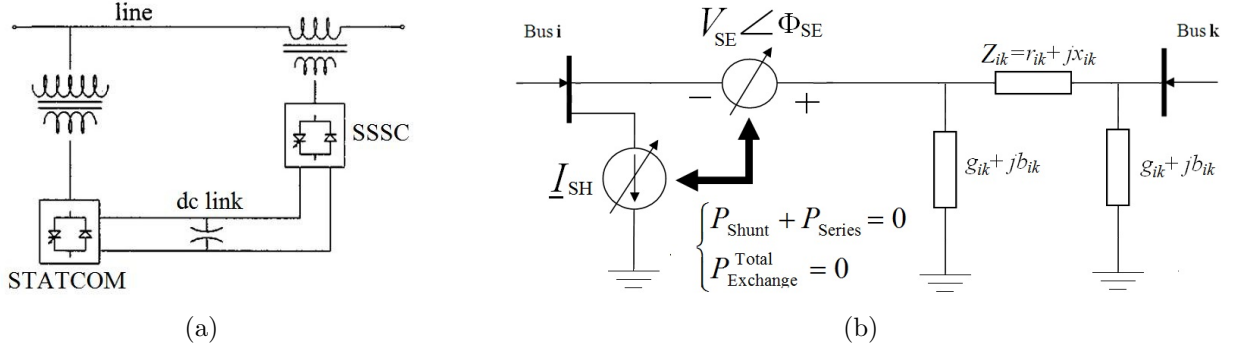 line
SSSC
dc link
STATCOM
(a)
V_SE ∠Φ_SE
Bus i
Bus k
Z_ik=r_ik+jx_ik
−
+
I_SH
g_ik+jb_ik
g_ik+jb_ik
P_Shunt + P_Series = 0
P_Exchange^Total = 0
(b)